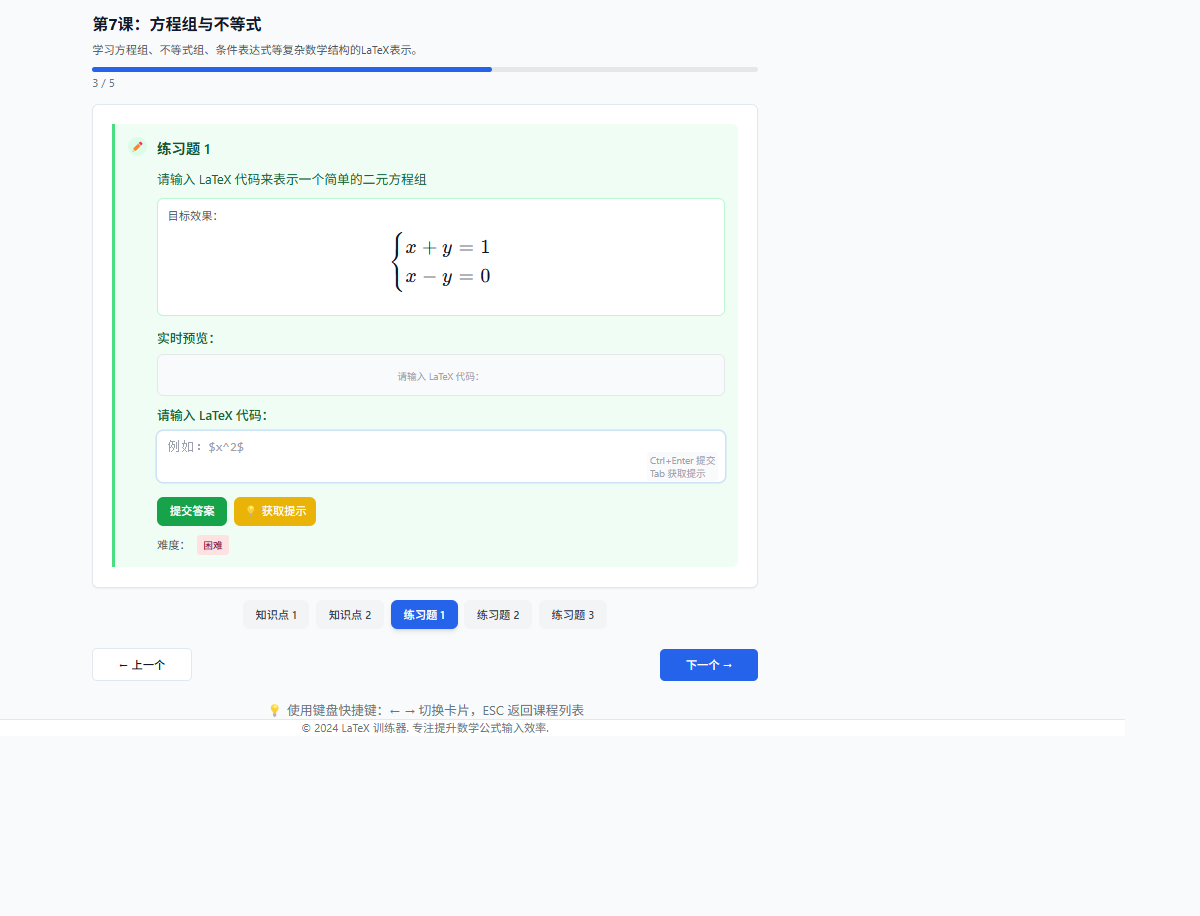 第7课：方程组与不等式
学习方程组、不等式组、条件表达式等复杂数学结构的LaTeX表示。
3 / 5
练习题 1
请输入 LaTeX 代码来表示一个简单的二元方程组
目标效果：
x + y = 1
x − y = 0
实时预览：
请输入 LaTeX 代码：
请输入 LaTeX 代码：
例如：$x^2$
Ctrl+Enter 提交
Tab 获取提示
提交答案
💡 获取提示
难度：
困难
知识点 1
知识点 2
练习题 1
练习题 2
练习题 3
← 上一个
下一个 →
💡 使用键盘快捷键：← → 切换卡片，ESC 返回课程列表
© 2024 LaTeX 训练器. 专注提升数学公式输入效率.